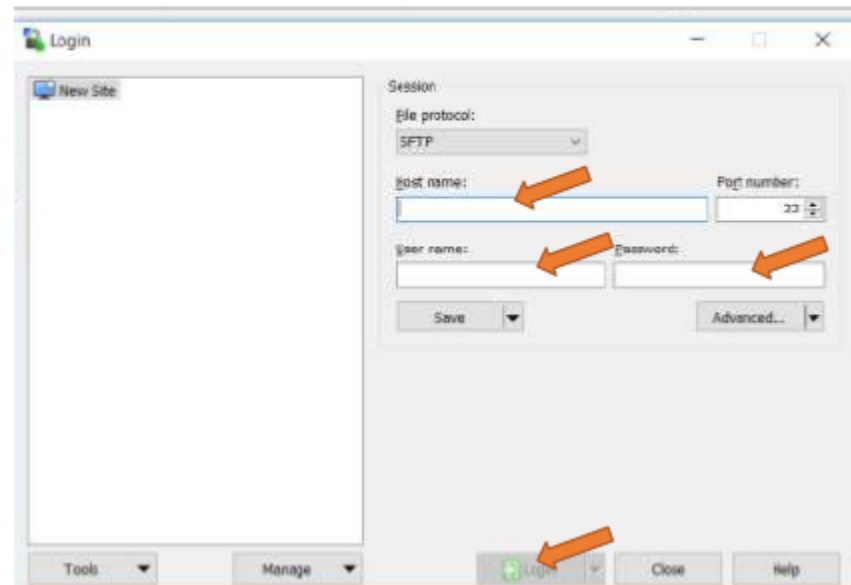 Login
New Site
Session
File protocol:
SFTP
Host name:
Port number:
22
User name:
Password:
Save
Advanced...
Login
Tools
Manage
Close
Help